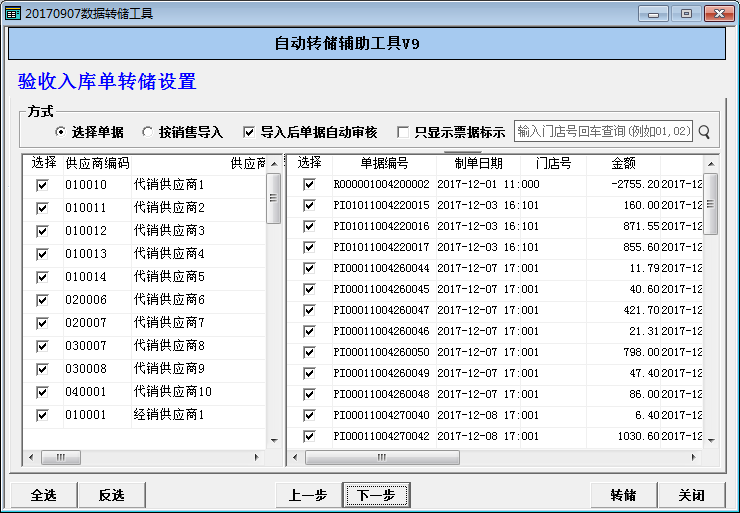 20170907数据转储工具
自动转储辅助工具V9
验收入库单转储设置
方式
选择单据 按销售导入 导入后单据自动审核 只显示票据标示 输入门店号回车查询(例如01,02)
选择 供应商编码 供应商
010010 代销供应商1
010011 代销供应商2
010012 代销供应商3
010013 代销供应商4
010014 代销供应商5
020006 代销供应商6
020007 代销供应商7
030007 代销供应商8
030008 代销供应商9
040001 代销供应商10
010001 经销供应商1
选择 单据编号 制单日期 门店号 金额
R000001004200002 2017-12-01 11: 000 -2755.20 2017-12
PI01011004220015 2017-12-03 16: 101 160.00 2017-12
PI01011004220016 2017-12-03 16: 101 871.55 2017-12
PI01011004220017 2017-12-03 16: 101 855.60 2017-12
PI00011004260044 2017-12-07 17: 001 11.79 2017-12
PI00011004260045 2017-12-07 17: 001 40.60 2017-12
PI00011004260047 2017-12-07 17: 001 421.70 2017-12
PI00011004260046 2017-12-07 17: 001 21.31 2017-12
PI00011004260050 2017-12-07 17: 001 798.00 2017-12
PI00011004260049 2017-12-07 17: 001 47.40 2017-12
PI00011004260048 2017-12-07 17: 001 86.00 2017-12
PI00011004270040 2017-12-08 17: 001 6.40 2017-12
PI00011004270042 2017-12-08 17: 001 1030.60 2017-12
全选 反选 上一步 下一步 转储 关闭